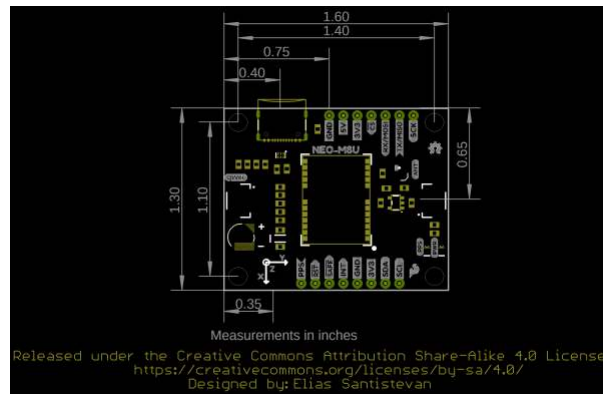 1.60
1.40
0.75
0.40
GND
5V
3V3
CS
RX/MOSI
TX/MISO
SCK
NEO-M8U
0.65
1.30
1.10
+
-
Y
Z
X
PPS
RST
INT
GND
3V3
SDA
SCL
0.35
Measurements in inches
Released under the Creative Commons Attribution Share-Alike 4.0 License
https://creativecommons.org/licenses/by-sa/4.0/
Designed by: Elias Santistevan